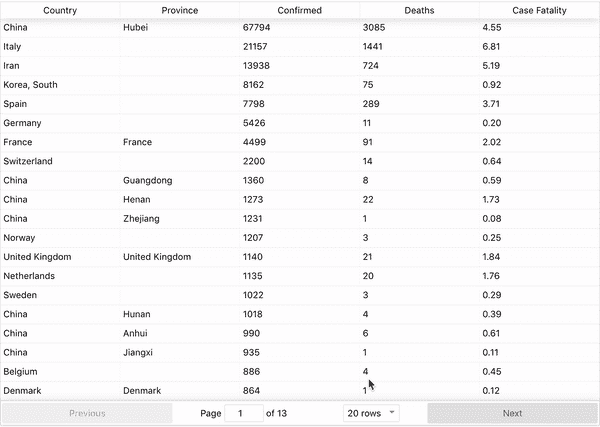 Country Province Confirmed Deaths Case Fatality
China Hubei 67794 3085 4.55
Italy 21157 1441 6.81
Iran 13938 724 5.19
Korea, South 8162 75 0.92
Spain 7798 289 3.71
Germany 5426 11 0.20
France France 4499 91 2.02
Switzerland 2200 14 0.64
China Guangdong 1360 8 0.59
China Henan 1273 22 1.73
China Zhejiang 1231 1 0.08
Norway 1207 3 0.25
United Kingdom United Kingdom 1140 21 1.84
Netherlands 1135 20 1.76
Sweden 1022 3 0.29
China Hunan 1018 4 0.39
China Anhui 990 6 0.61
China Jiangxi 935 1 0.11
Belgium 886 4 0.45
Denmark Denmark 864 1 0.12
Previous Page 1 of 13 20 rows Next